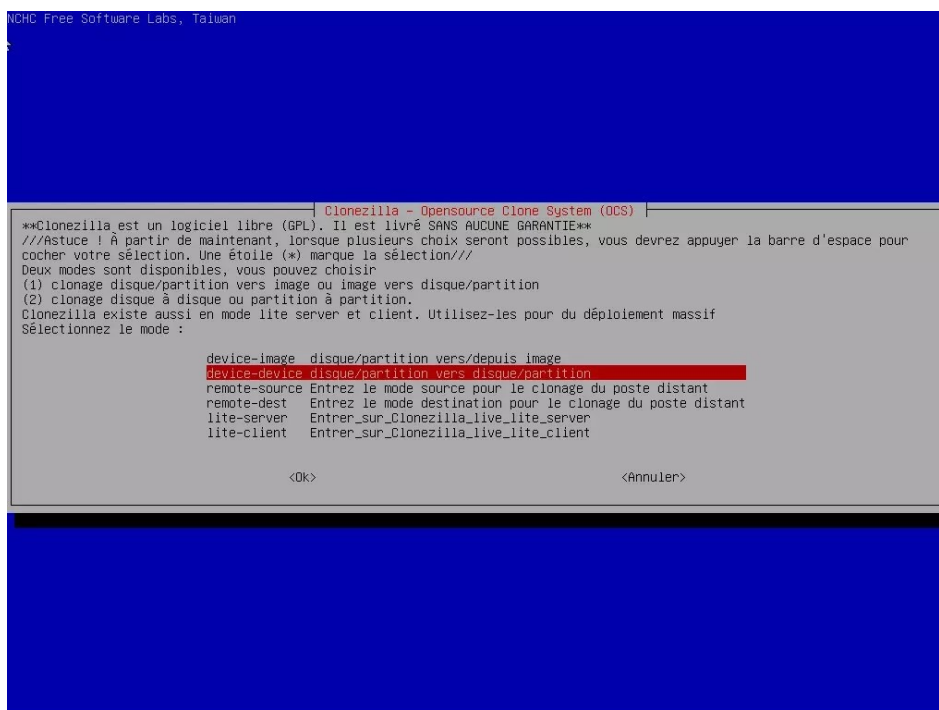 NCHC Free Software Labs, Taiwan
Clonezilla - Opensource Clone System (OCS)
**Clonezilla est un logiciel libre (GPL). Il est livré SANS AUCUNE GARANTIE**
///Astuce ! À partir de maintenant, lorsque plusieurs choix seront possibles, vous devrez appuyer la barre d'espace pour
cocher votre sélection. Une étoile (*) marque la sélection///
Deux modes sont disponibles, vous pouvez choisir
(1) clonage disque/partition vers image ou image vers disque/partition
(2) clonage disque à disque ou partition à partition.
Clonezilla existe aussi en mode lite server et client. Utilisez-les pour du déploiement massif
Sélectionnez le mode :
device-image disque/partition vers/depuis image
device-device disque/partition vers disque/partition
remote-source Entrez le mode source pour le clonage du poste distant
remote-dest Entrez le mode destination pour le clonage du poste distant
lite-server Entrer_sur_Clonezilla_live_lite_server
lite-client Entrer_sur_Clonezilla_live_lite_client
<Ok> <Annuler>